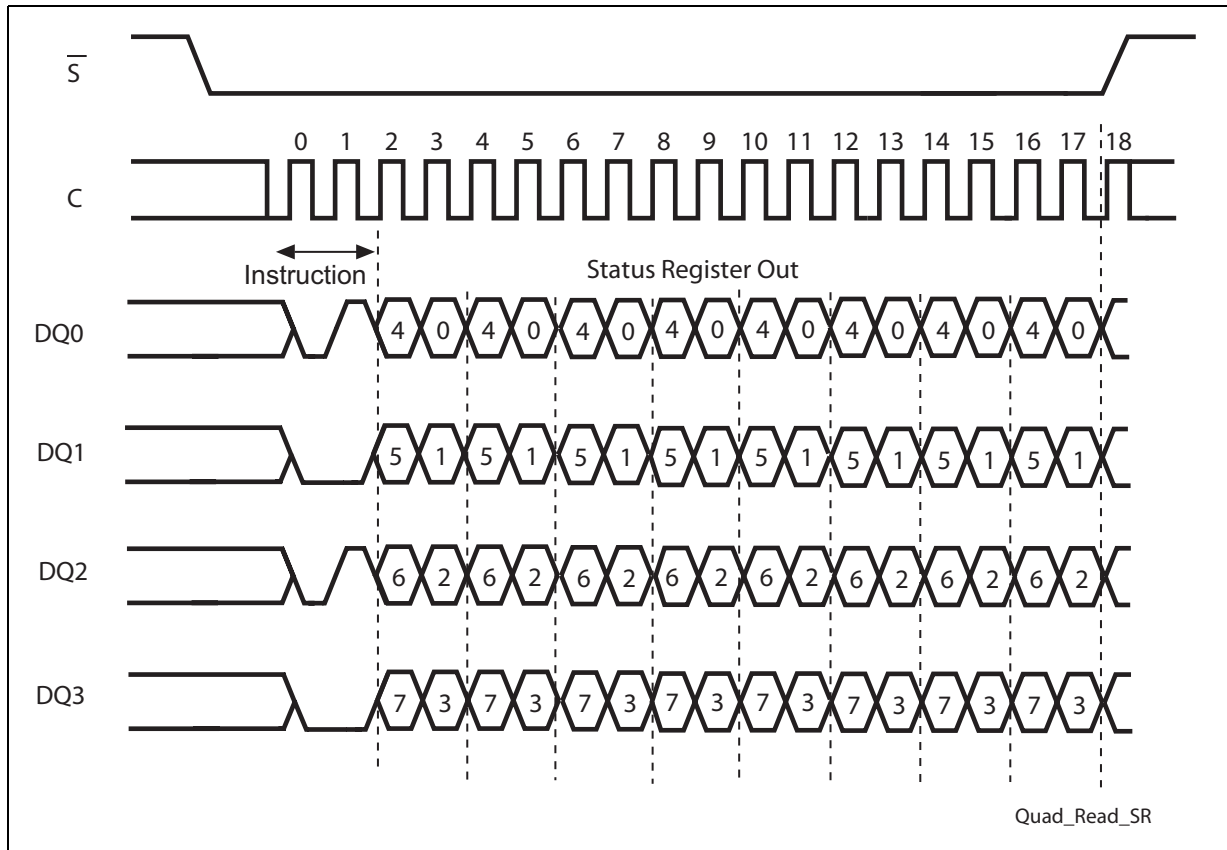 S
0 1 2 3 4 5 6 7 8 9 10 11 12 13 14 15 16 17 18
C
Instruction
Status Register Out
DQ0 4 0 4 0 4 0 4 0 4 0 4 0 4 0 4 0
DQ1 5 1 5 1 5 1 5 1 5 1 5 1 5 1 5 1
DQ2 6 2 6 2 6 2 6 2 6 2 6 2 6 2 6 2
DQ3 7 3 7 3 7 3 7 3 7 3 7 3 7 3 7 3
Quad_Read_SR